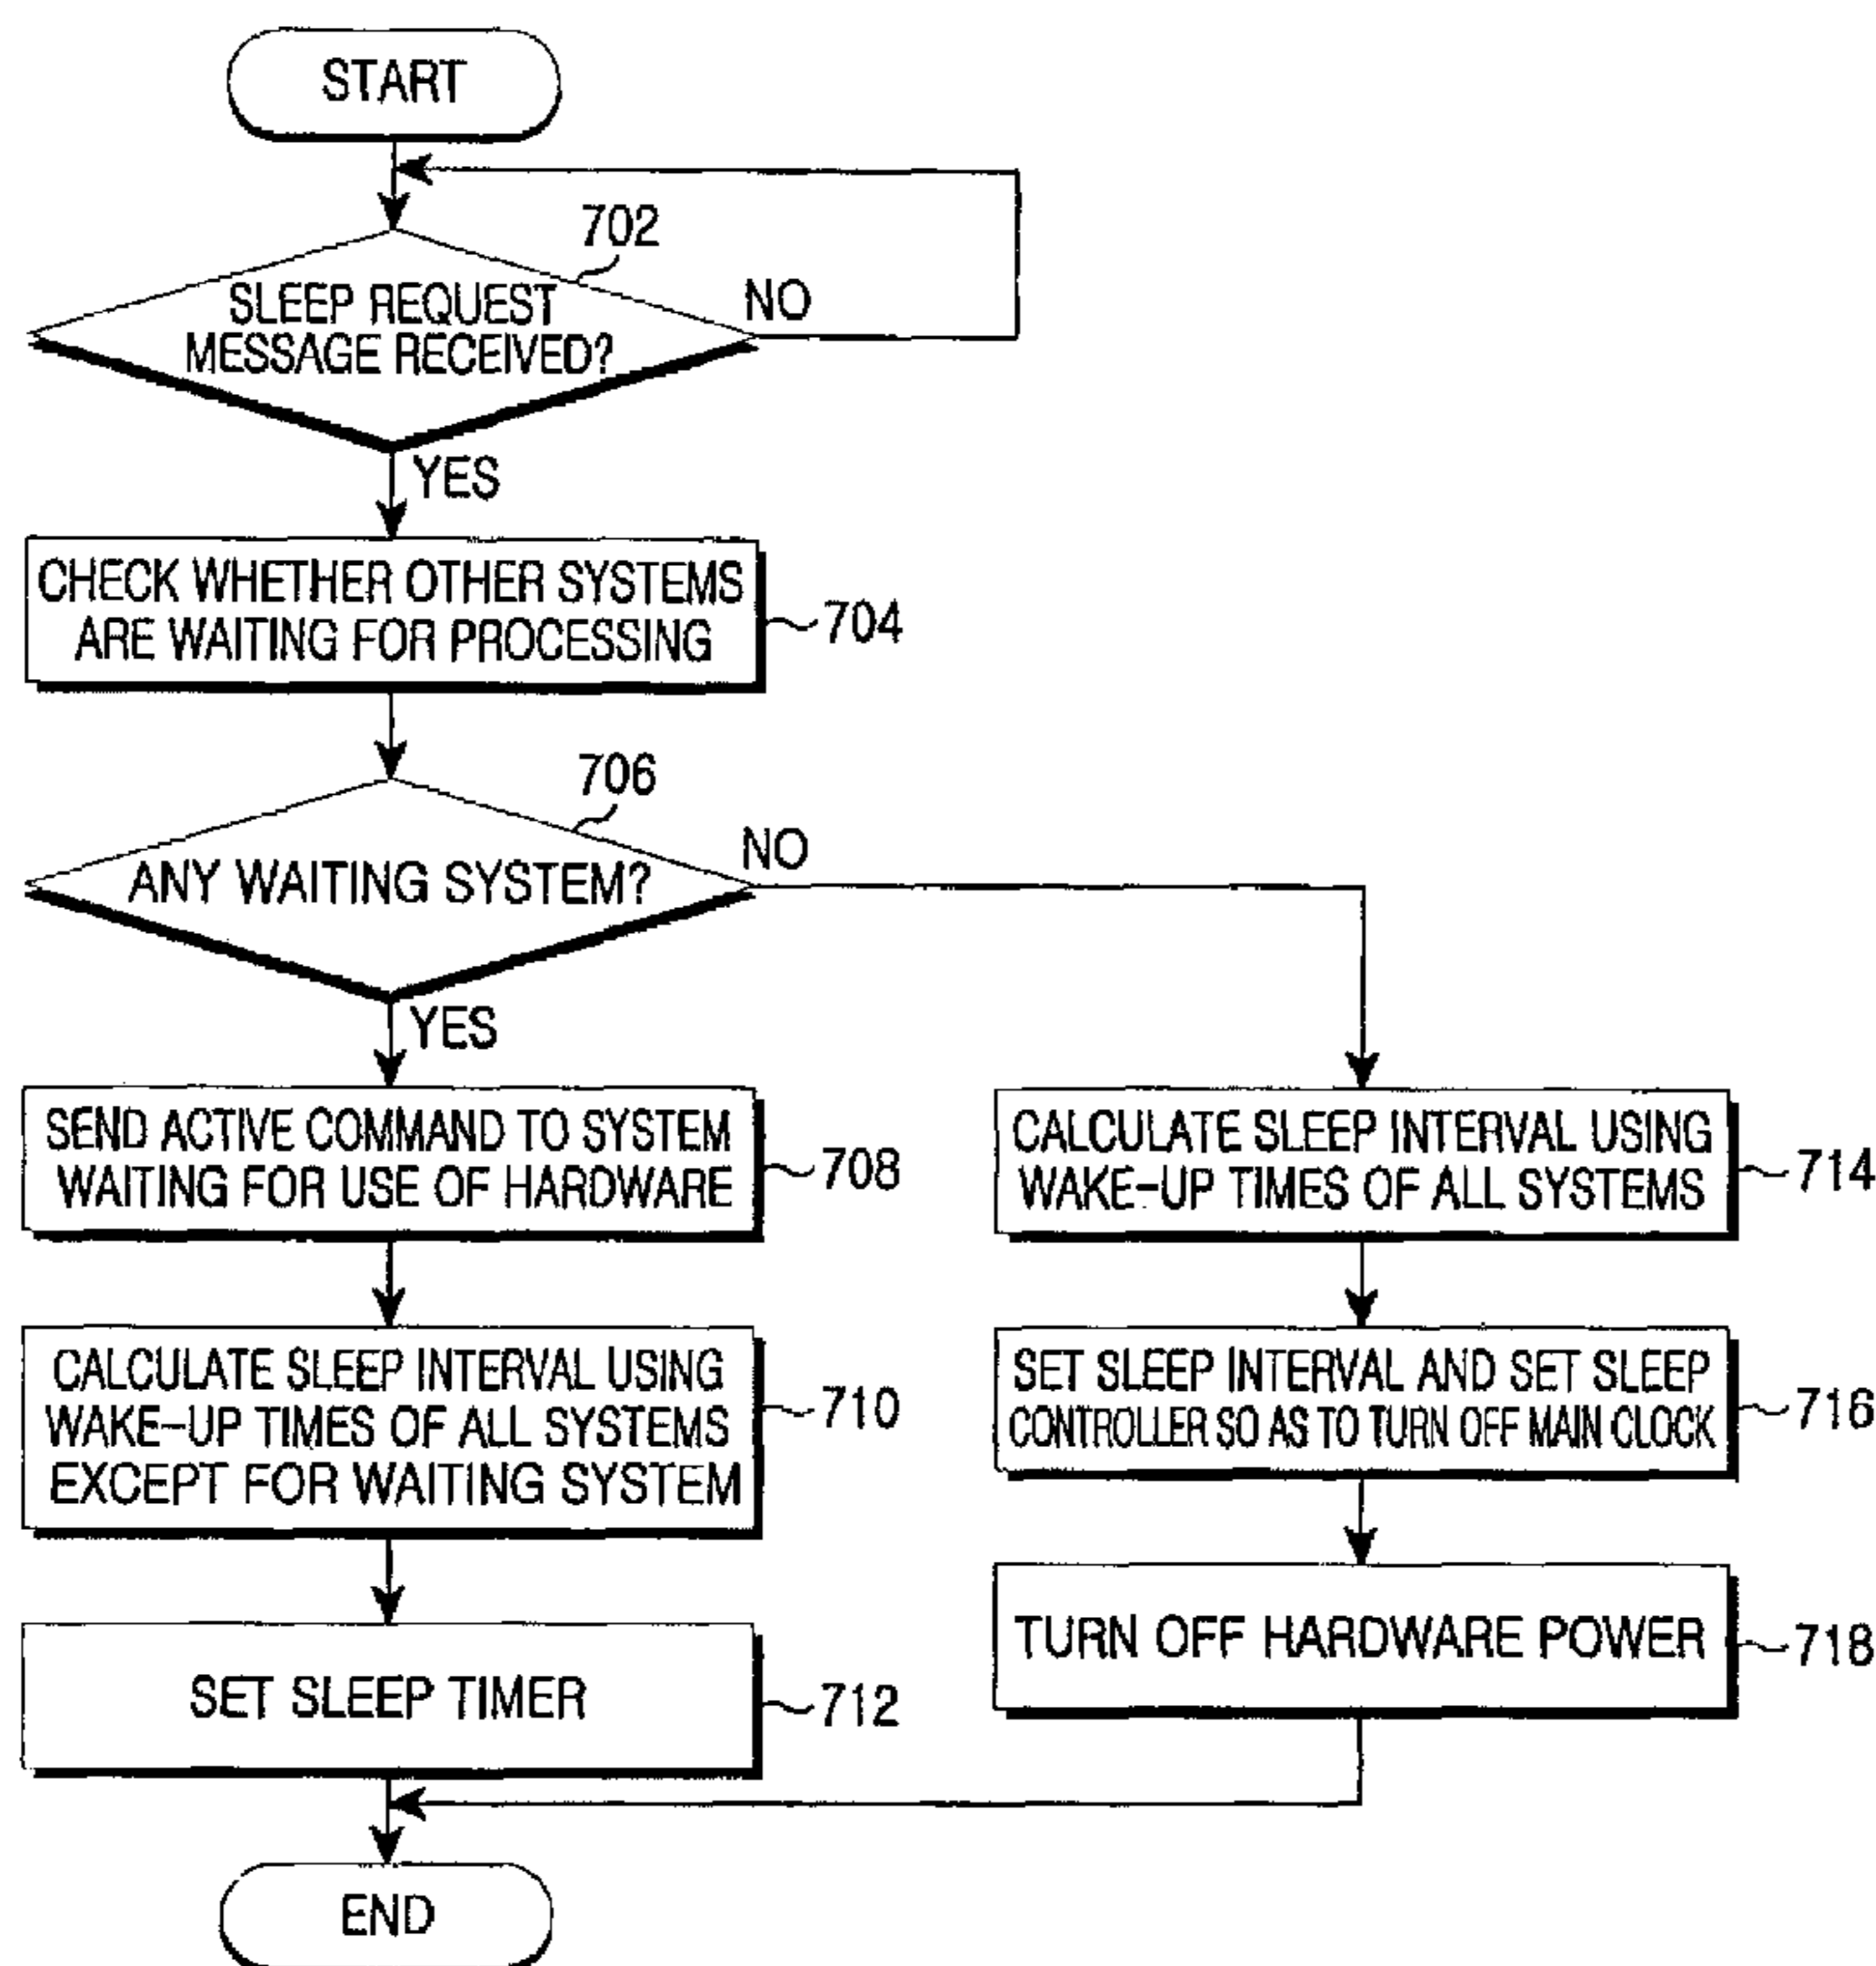 START
702
SLEEP REQUEST
MESSAGE RECEIVED?
NO
YES
CHECK WHETHER OTHER SYSTEMS
ARE WAITING FOR PROCESSING
704
706
ANY WAITING SYSTEM?
NO
YES
SEND ACTIVE COMMAND TO SYSTEM
WAITING FOR USE OF HARDWARE
708
CALCULATE SLEEP INTERVAL USING
WAKE-UP TIMES OF ALL SYSTEMS
EXCEPT FOR WAITING SYSTEM
710
SET SLEEP TIMER
712
CALCULATE SLEEP INTERVAL USING
WAKE-UP TIMES OF ALL SYSTEMS
714
SET SLEEP INTERVAL AND SET SLEEP
CONTROLLER SO AS TO TURN OFF MAIN CLOCK
716
TURN OFF HARDWARE POWER
718
END